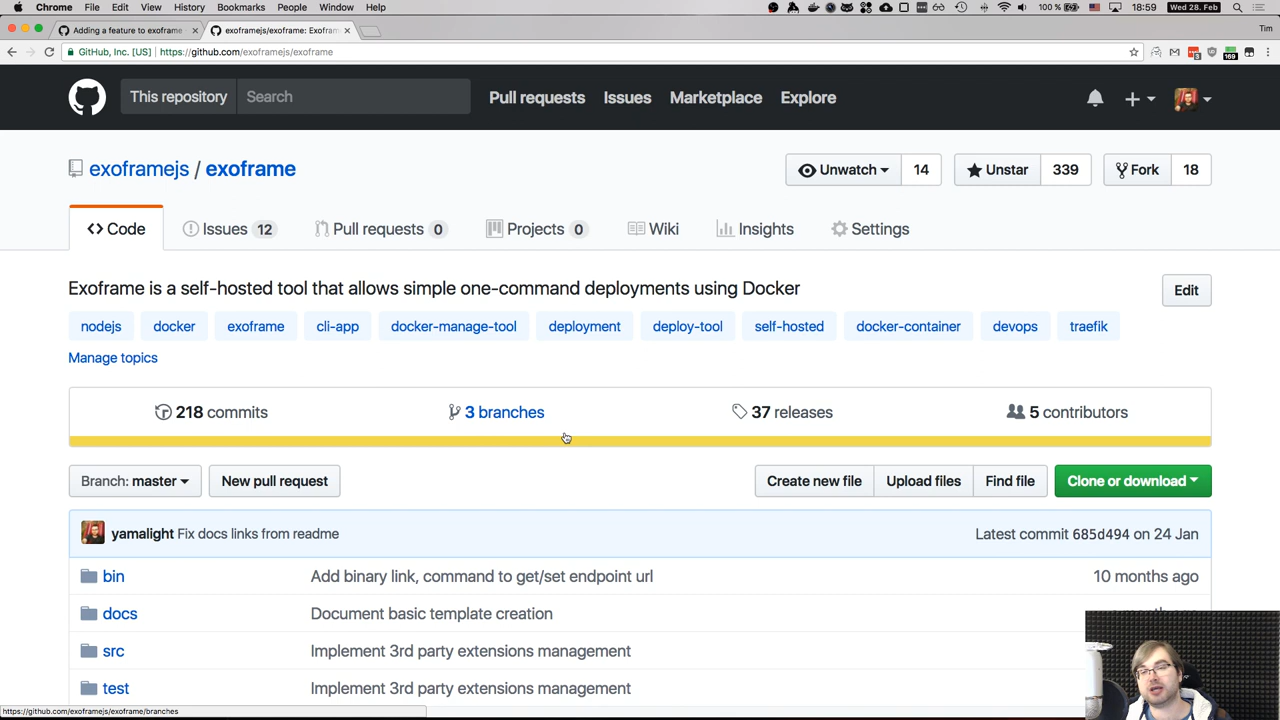 Chrome File Edit View History Bookmarks People Window Help 100 % 18:59 Wed 28. Feb
Adding a feature to exoframe exoframejs/exoframe: Exofram Tim
GitHub, Inc. [US] https://github.com/exoframejs/exoframe
This repository Search Pull requests Issues Marketplace Explore
exoframejs / exoframe Unwatch 14 Unstar 339 Fork 18
<> Code Issues 12 Pull requests 0 Projects 0 Wiki Insights Settings
Exoframe is a self-hosted tool that allows simple one-command deployments using Docker Edit
nodejs docker exoframe cli-app docker-manage-tool deployment deploy-tool self-hosted docker-container devops traefik
Manage topics
218 commits 3 branches 37 releases 5 contributors
Branch: master New pull request Create new file Upload files Find file Clone or download
yamalight Fix docs links from readme Latest commit 685d494 on 24 Jan
bin Add binary link, command to get/set endpoint url 10 months ago
docs Document basic template creation
src Implement 3rd party extensions management
test Implement 3rd party extensions management
https://github.com/exoframejs/exoframe/branches